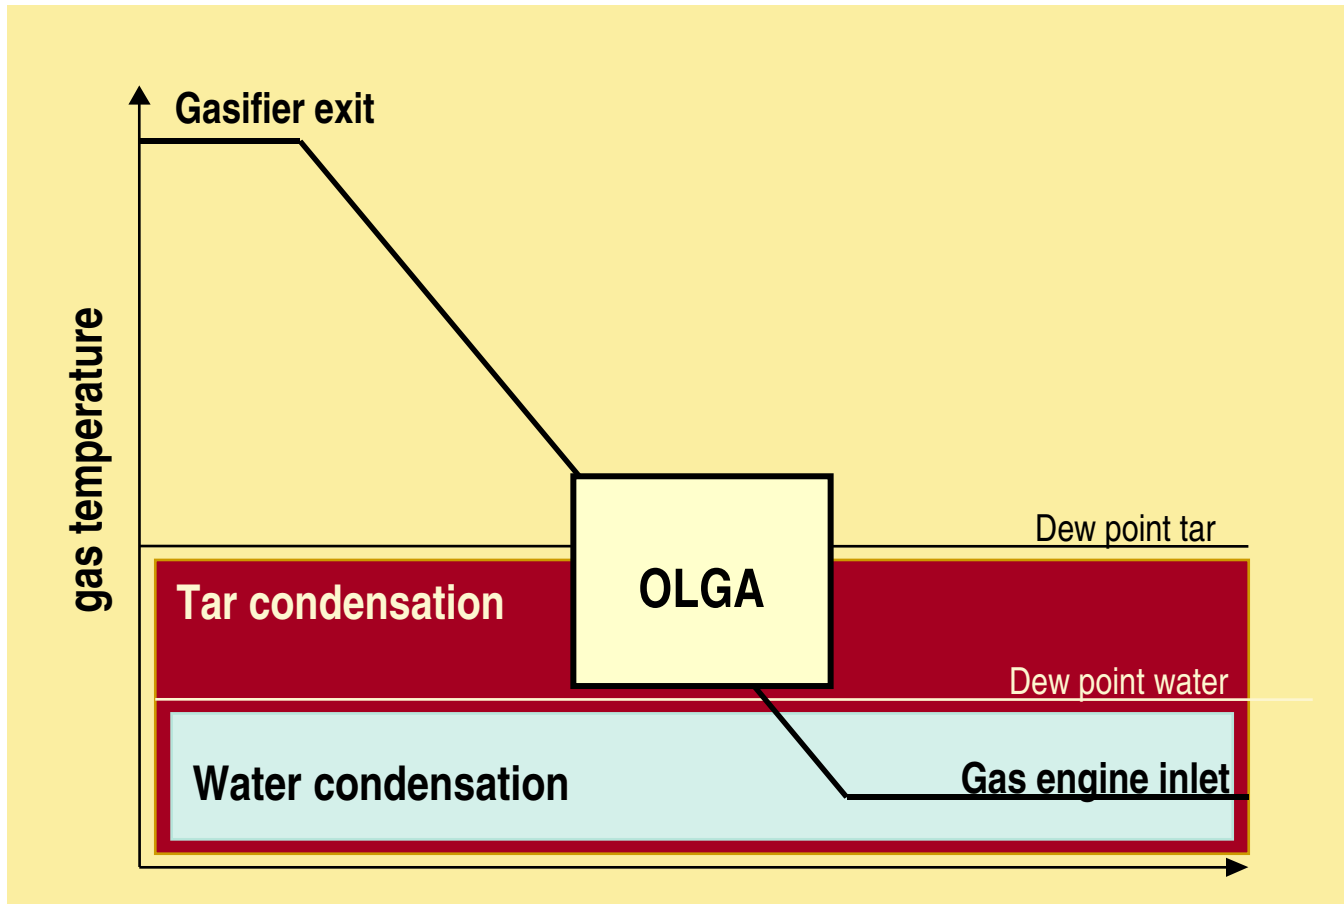 Gasifier exit
gas temperature
Dew point tar
OLGA
Tar condensation
Dew point water
Water condensation
Gas engine inlet